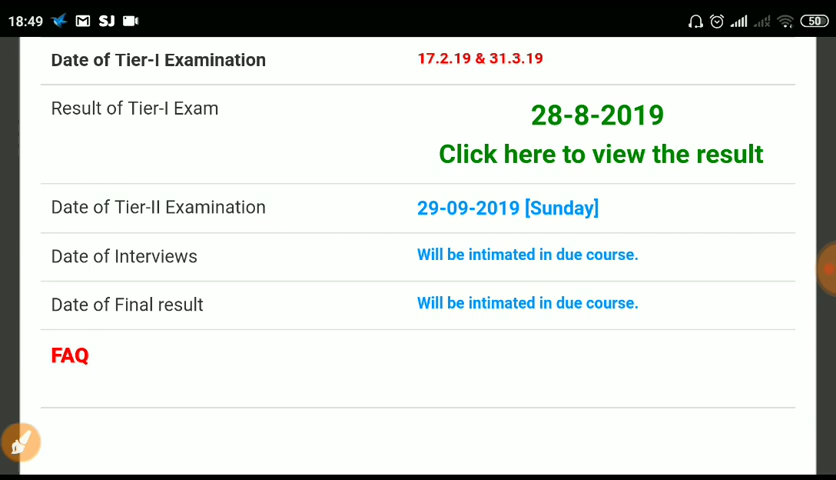 18:49 SJ 50
Date of Tier-I Examination 17.2.19 & 31.3.19
Result of Tier-I Exam 28-8-2019
Click here to view the result
Date of Tier-II Examination 29-09-2019 [Sunday]
Date of Interviews Will be intimated in due course.
Date of Final result Will be intimated in due course.
FAQ